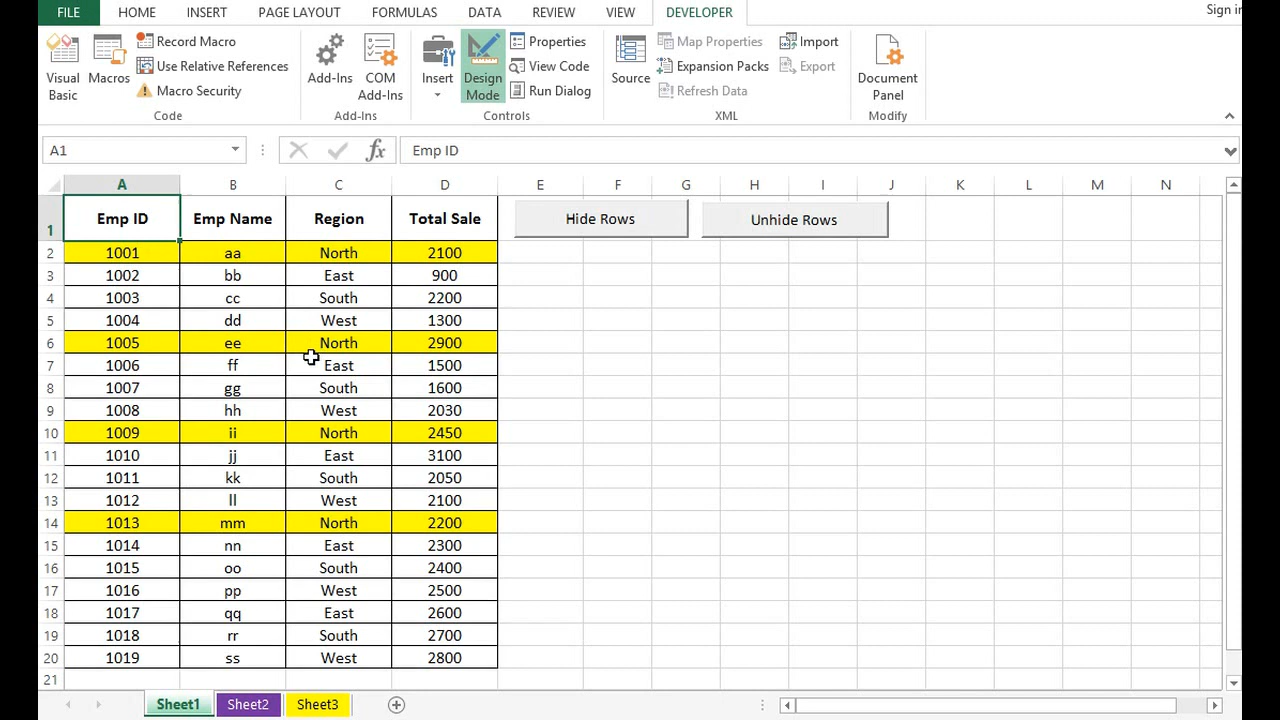 FILE HOME INSERT PAGE LAYOUT FORMULAS DATA REVIEW VIEW DEVELOPER Sign in
Visual Basic
Macros
Record Macro
Use Relative References
Macro Security
Code
Add-Ins
COM Add-Ins
Add-Ins
Insert
Design Mode
Properties
View Code
Run Dialog
Controls
Source
Map Properties
Expansion Packs
Refresh Data
Import
Export
XML
Document Panel
Modify
A1 fx Emp ID
A B C D E F G H I J K L M N
1 Emp ID Emp Name Region Total Sale Hide Rows Unhide Rows
2 1001 aa North 2100
3 1002 bb East 900
4 1003 cc South 2200
5 1004 dd West 1300
6 1005 ee North 2900
7 1006 ff East 1500
8 1007 gg South 1600
9 1008 hh West 2030
10 1009 ii North 2450
11 1010 jj East 3100
12 1011 kk South 2050
13 1012 ll West 2100
14 1013 mm North 2200
15 1014 nn East 2300
16 1015 oo South 2400
17 1016 pp West 2500
18 1017 qq East 2600
19 1018 rr South 2700
20 1019 ss West 2800
21
Sheet1 Sheet2 Sheet3